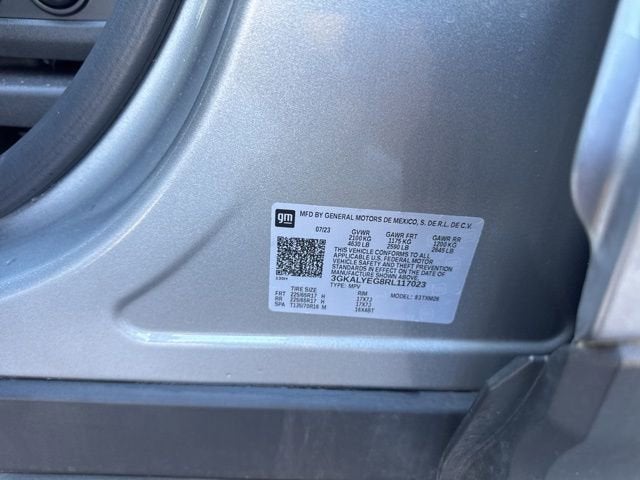 gm MFD BY GENERAL MOTORS DE MEXICO, S. DE R.L. DE C.V.
07/23 GVWR GAWR FRT GAWR RR
2100 KG 1175 KG 1200 KG
4630 LB 2590 LB 2645 LB
THIS VEHICLE CONFORMS TO ALL
APPLICABLE U.S. FEDERAL MOTOR
VEHICLE SAFETY AND THEFT PREVENTION
STANDARDS IN EFFECT ON THE DATE OF
MANUFACTURE SHOWN ABOVE.
3GKALYEG8RL117023
TYPE: MPV MODEL: 83TXM26
TIRE SIZE RIM
FRT 225/65R17 H 17X7J
RR 225/65R17 H 17X7J
SPA T135/70R16 M 16X4BT